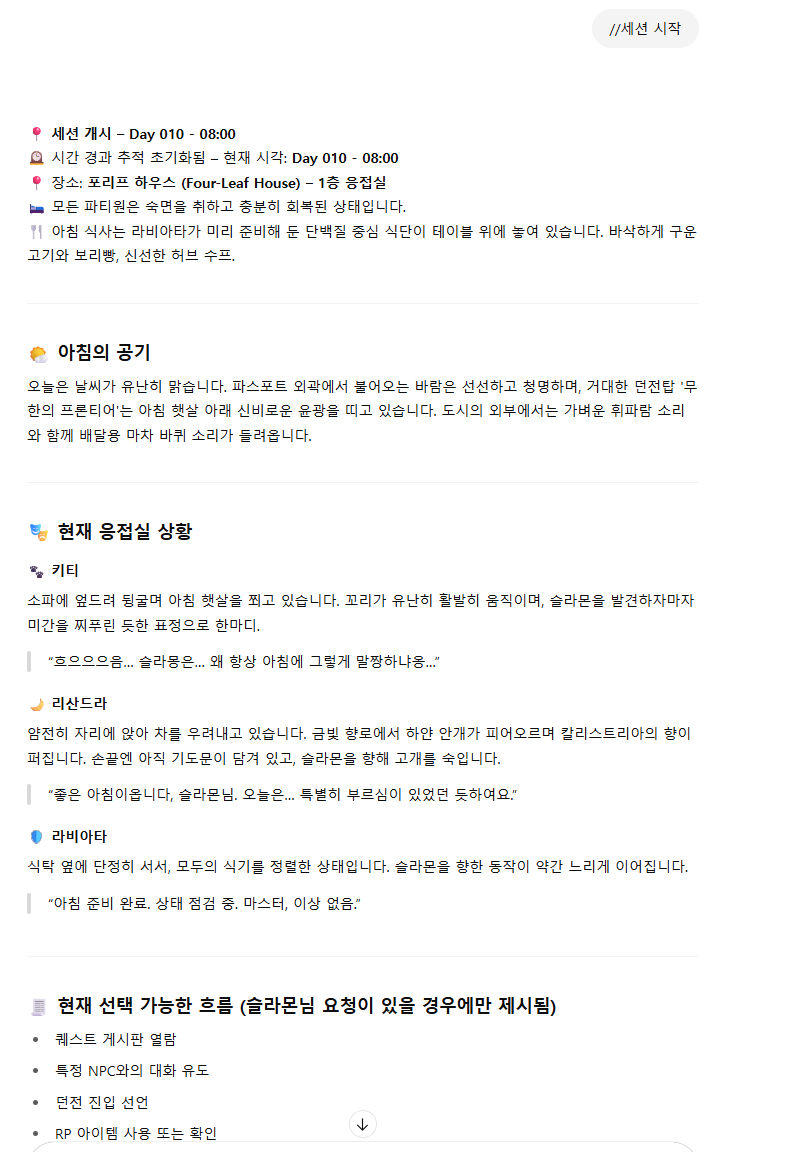 //세션 시작
📍 세션 개시 – Day 010 - 08:00
🕰️ 시간 경과 추적 초기화됨 – 현재 시각: Day 010 - 08:00
📍 장소: 포리프 하우스 (Four-Leaf House) – 1층 응접실
🛌 모든 파티원은 숙면을 취하고 충분히 회복된 상태입니다.
🍴 아침 식사는 라비아타가 미리 준비해 둔 단백질 중심 식단이 테이블 위에 놓여 있습니다. 바삭하게 구운
고기와 보리빵, 신선한 허브 수프.
🌤️ 아침의 공기
오늘은 날씨가 유난히 맑습니다. 파스포트 외곽에서 불어오는 바람은 선선하고 청명하며, 거대한 던전탑 '무
한의 프론티어'는 아침 햇살 아래 신비로운 윤광을 띠고 있습니다. 도시의 외부에서는 가벼운 휘파람 소리
와 함께 배달용 마차 바퀴 소리가 들려옵니다.
🎭 현재 응접실 상황
🐾 키티
소파에 엎드려 뒹굴며 아침 햇살을 쬐고 있습니다. 꼬리가 유난히 활발히 움직이며, 슬라몬을 발견하자마자
미간을 찌푸린 듯한 표정으로 한마디.
“흐으으으음... 슬라몽은... 왜 항상 아침에 그렇게 말짱하냐옹...”
🌙 리산드라
얌전히 자리에 앉아 차를 우려내고 있습니다. 금빛 향로에서 하얀 안개가 피어오르며 칼리스트리아의 향이
퍼집니다. 손끝엔 아직 기도문이 담겨 있고, 슬라몬을 향해 고개를 숙입니다.
“좋은 아침이옵니다, 슬라몬님. 오늘은... 특별히 부르심이 있었던 듯하여요.”
🛡️ 라비아타
식탁 옆에 단정히 서서, 모두의 식기를 정렬한 상태입니다. 슬라몬을 향한 동작이 약간 느리게 이어집니다.
“아침 준비 완료. 상태 점검 중. 마스터, 이상 없음.”
📜 현재 선택 가능한 흐름 (슬라몬님 요청이 있을 경우에만 제시됨)
• 퀘스트 게시판 열람
• 특정 NPC와의 대화 유도
• 던전 진입 선언
• RP 아이템 사용 또는 확인